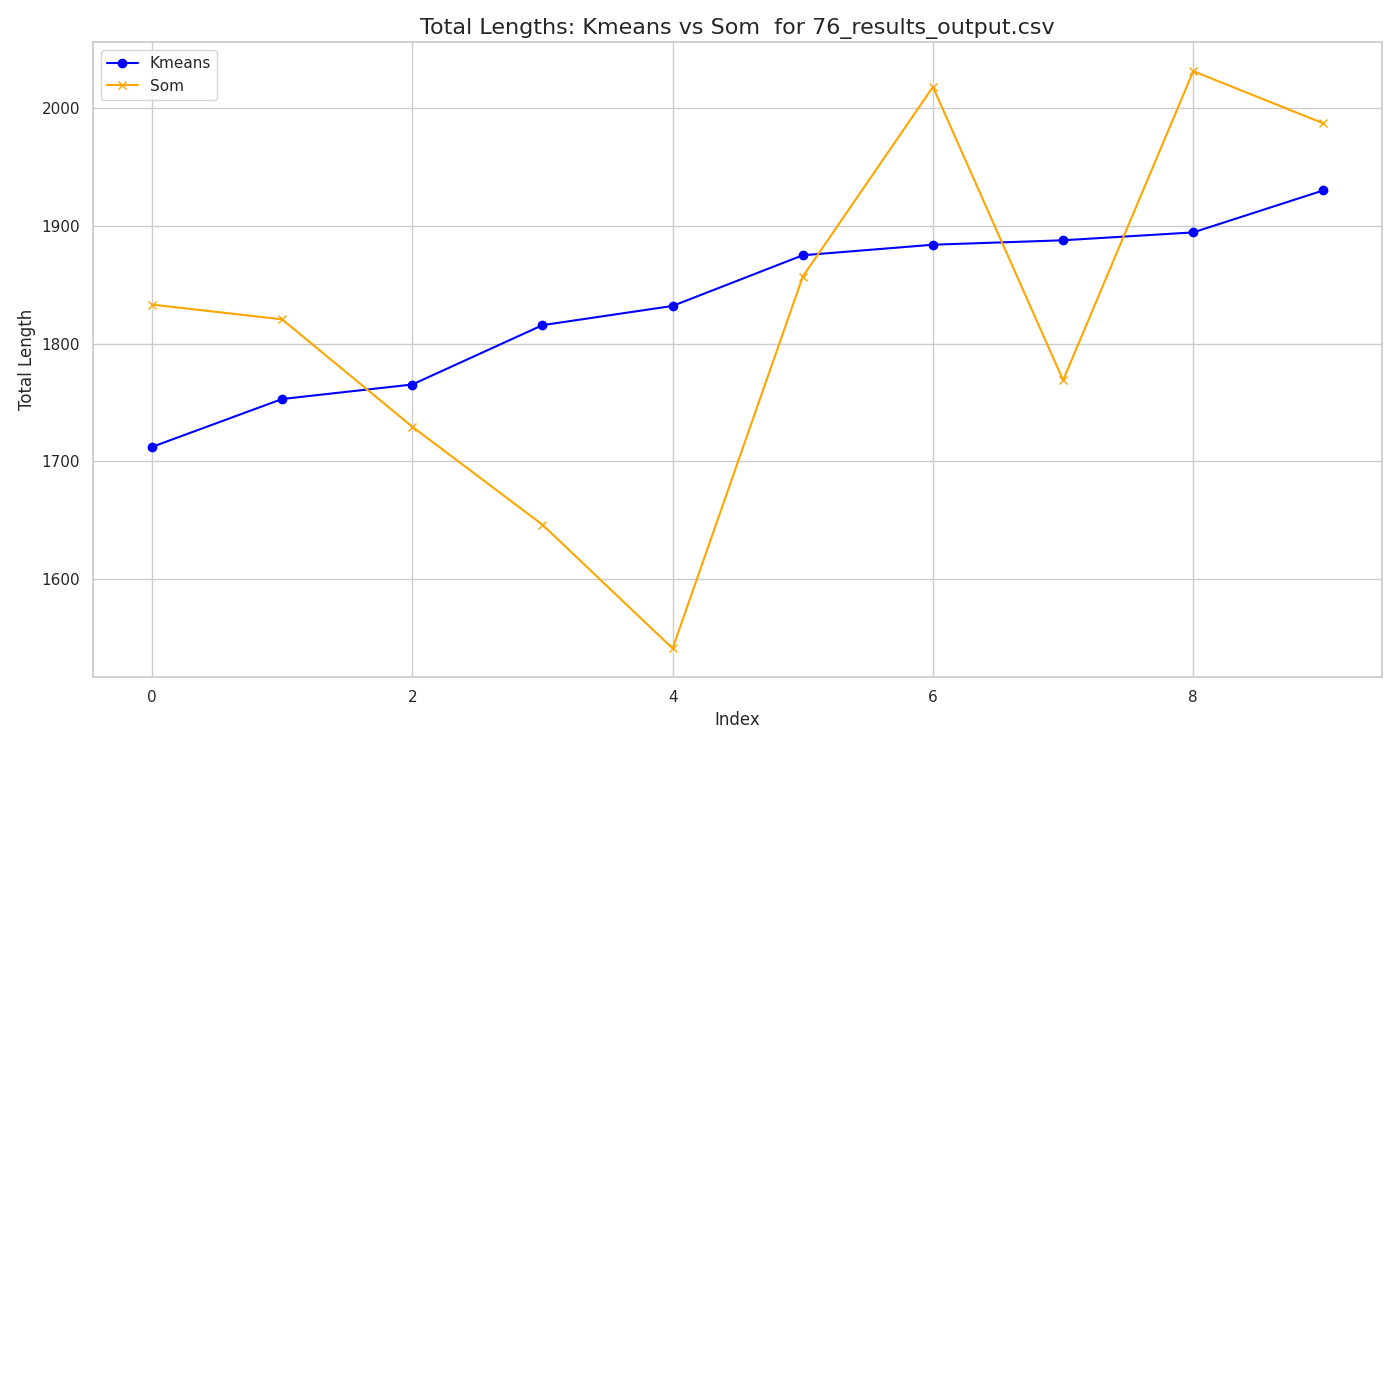 Total Lengths: Kmeans vs Som  for 76_results_output.csv
Kmeans
Som
2000
1900
1800
1700
1600
Total Length
0 2 4 6 8
Index